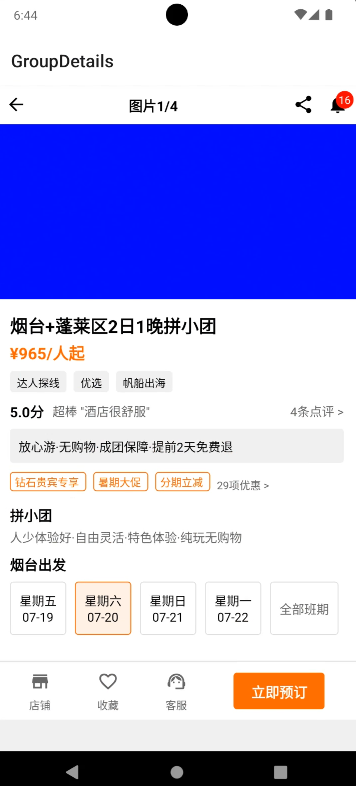 6:44
GroupDetails
图片1/4
16
烟台+蓬莱区2日1晚拼小团
¥965/人起
达人探线 优选 帆船出海
5.0分 超棒 "酒店很舒服" 4条点评 >
放心游·无购物·成团保障·提前2天免费退
钻石贵宾专享 暑期大促 分期立减 29项优惠 >
拼小团
人少体验好·自由灵活·特色体验·纯玩无购物
烟台出发
星期五 星期六 星期日 星期一 全部班期
07-19 07-20 07-21 07-22
店铺 收藏 客服 立即预订